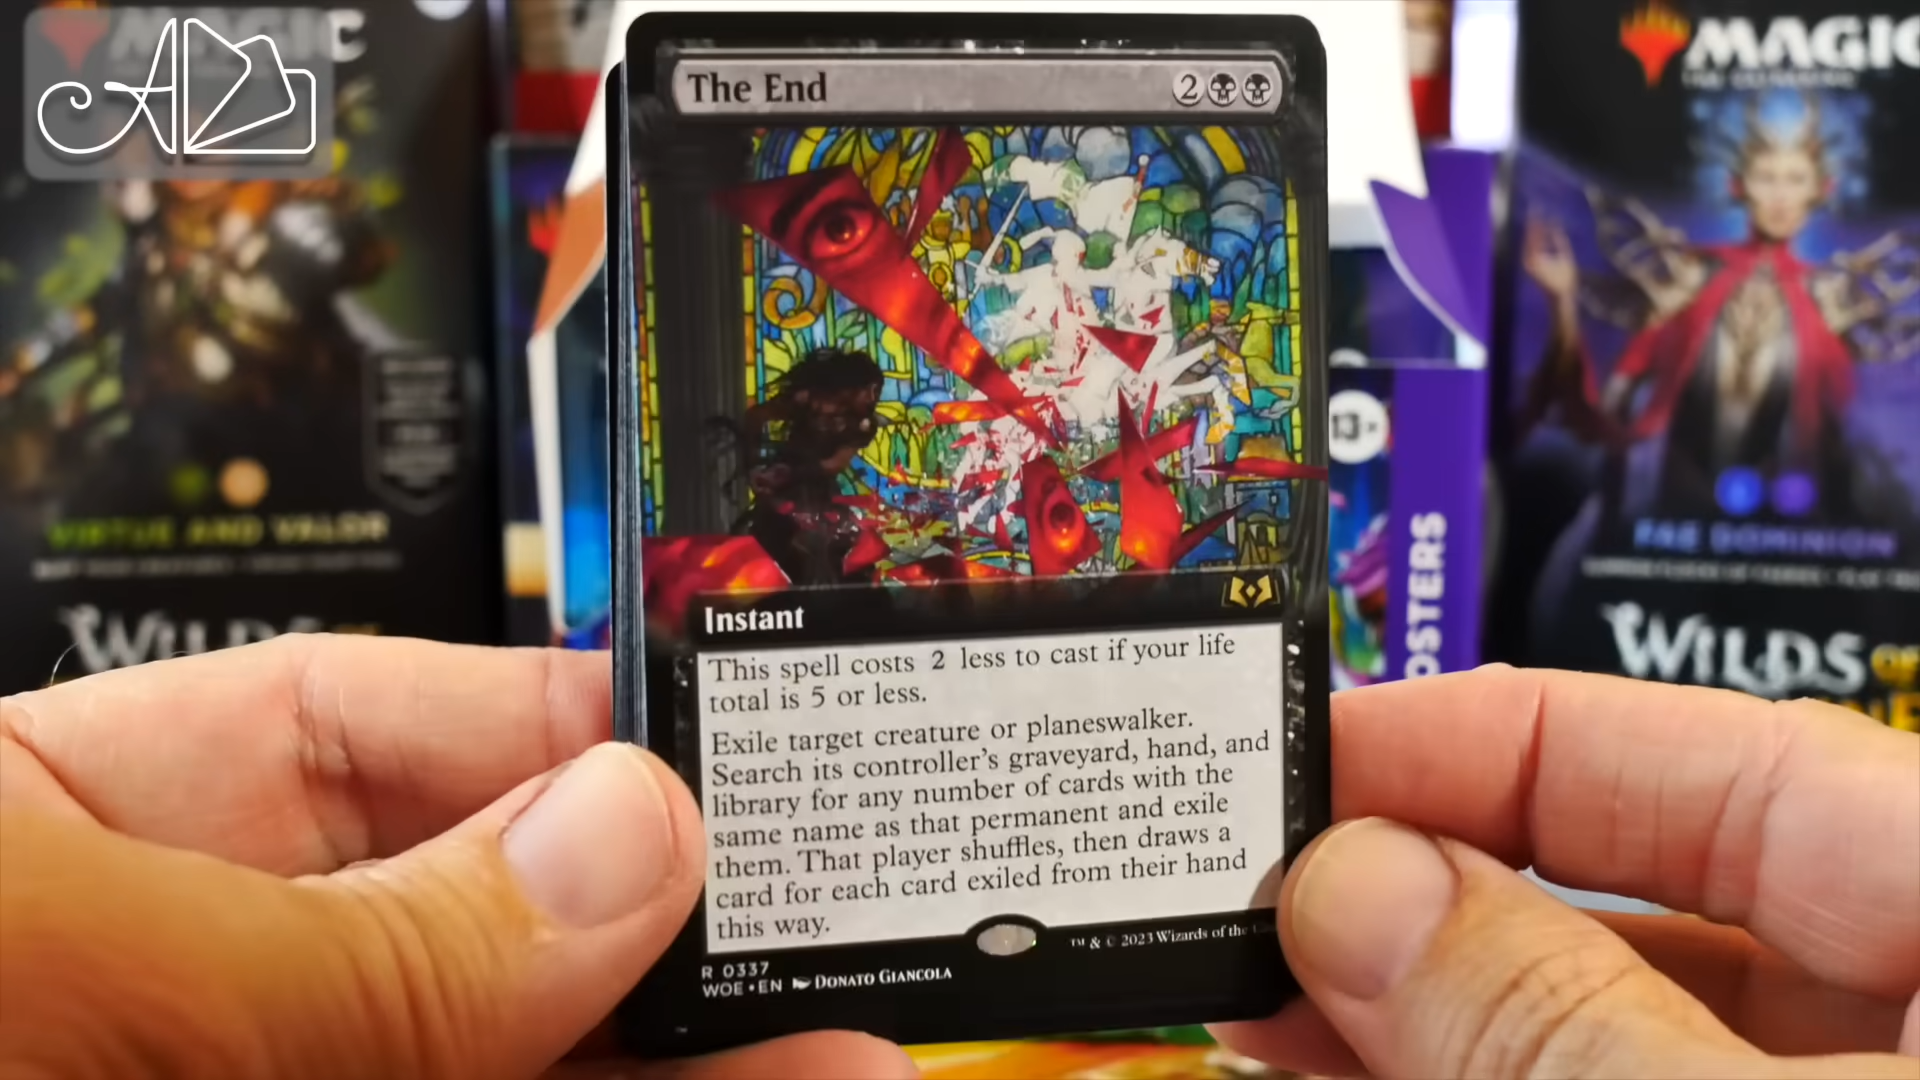 MAGIC
MAGIC
The End
2
13+
VIRTUE AND VALOR
FAE DOMINION
WILDS OF
WILDS OF
Instant
This spell costs 2 less to cast if your life
total is 5 or less.
Exile target creature or planeswalker.
Search its controller's graveyard, hand, and
library for any number of cards with the
same name as that permanent and exile
them. That player shuffles, then draws a
card for each card exiled from their hand
this way.
™ & © 2023 Wizards of the
R 0337
WOE • EN DONATO GIANCOLA
OSTERS